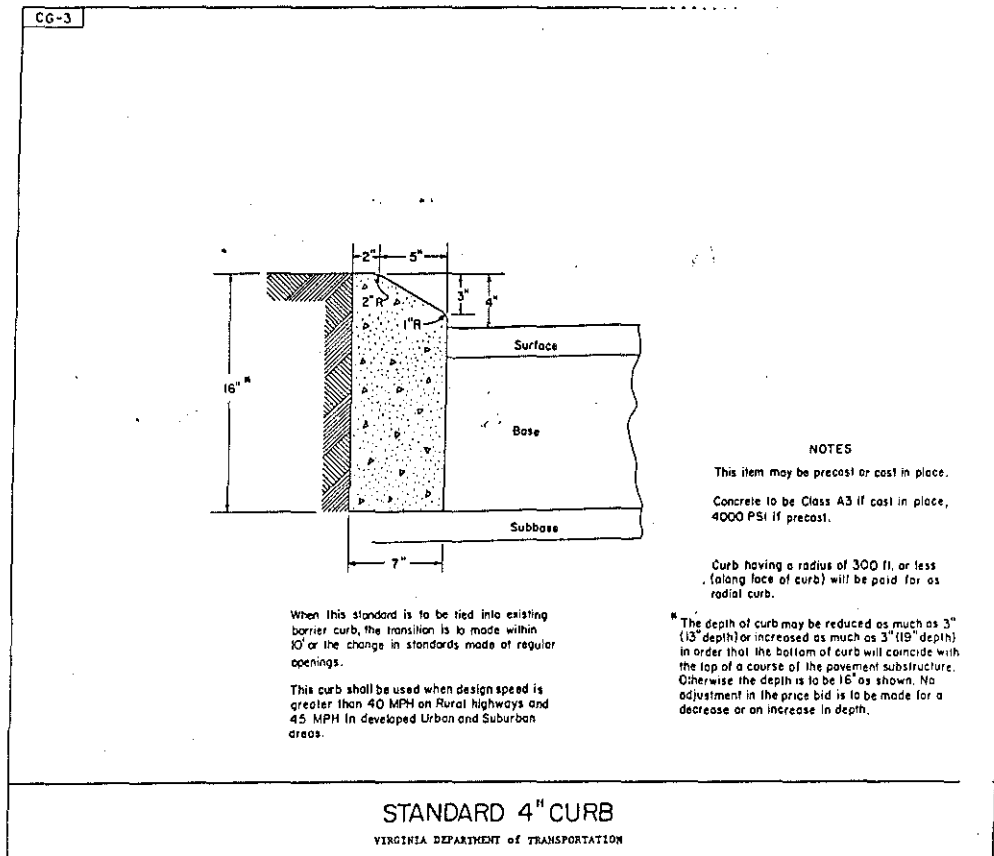 CG-3
2" 5"
2"R
3" 4"
1"R
16" *
Surface
Base
Subbase
7"
NOTES
This item may be precast or cast in place.
Concrete to be Class A3 if cast in place,
4000 PSI if precast.
Curb having a radius of 300 ft. or less
(along face of curb) will be paid for as
radial curb.
* The depth of curb may be reduced as much as 3"
(13" depth) or increased as much as 3" (19" depth)
in order that the bottom of curb will coincide with
the top of a course of the pavement substructure.
Otherwise the depth is to be 16" as shown. No
adjustment in the price bid is to be made for a
decrease or an increase in depth.
When this standard is to be tied into existing
barrier curb, the transition is to made within
10' or the change in standards made at regular
openings.
This curb shall be used when design speed is
greater than 40 MPH on Rural highways and
45 MPH in developed Urban and Suburban
areas.
STANDARD 4" CURB
VIRGINIA DEPARTMENT of TRANSPORTATION